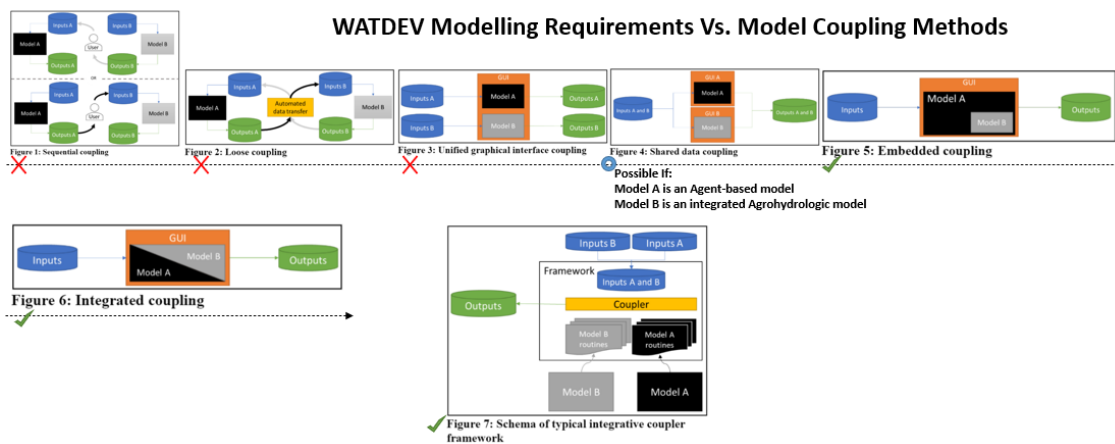 WATDEV Modelling Requirements Vs. Model Coupling Methods
Inputs A
Inputs B
Model A
Model B
User
Outputs A
Outputs B
OR
Inputs A
Inputs B
Model A
Model B
User
Outputs A
Outputs B
Figure 1: Sequential coupling
Inputs A
Inputs B
Model A
Automated
data transfer
Model B
Outputs A
Outputs B
Figure 2: Loose coupling
GUI
Inputs A
Model A
Outputs A
Inputs B
Model B
Outputs B
Figure 3: Unified graphical interface coupling
GUI A
Model A
Inputs A and B
Outputs A and B
GUI B
Model B
Figure 4: Shared data coupling
GUI
Inputs
Model A
Model B
Outputs
Figure 5: Embedded coupling
Possible If:
Model A is an Agent-based model
Model B is an integrated Agrohydrologic model
GUI
Inputs
Model B
Model A
Outputs
Figure 6: Integrated coupling
Inputs B
Inputs A
Framework
Inputs A and B
Outputs
Coupler
Model B
routines
Model A
routines
Model B
Model A
Figure 7: Schema of typical integrative coupler
framework